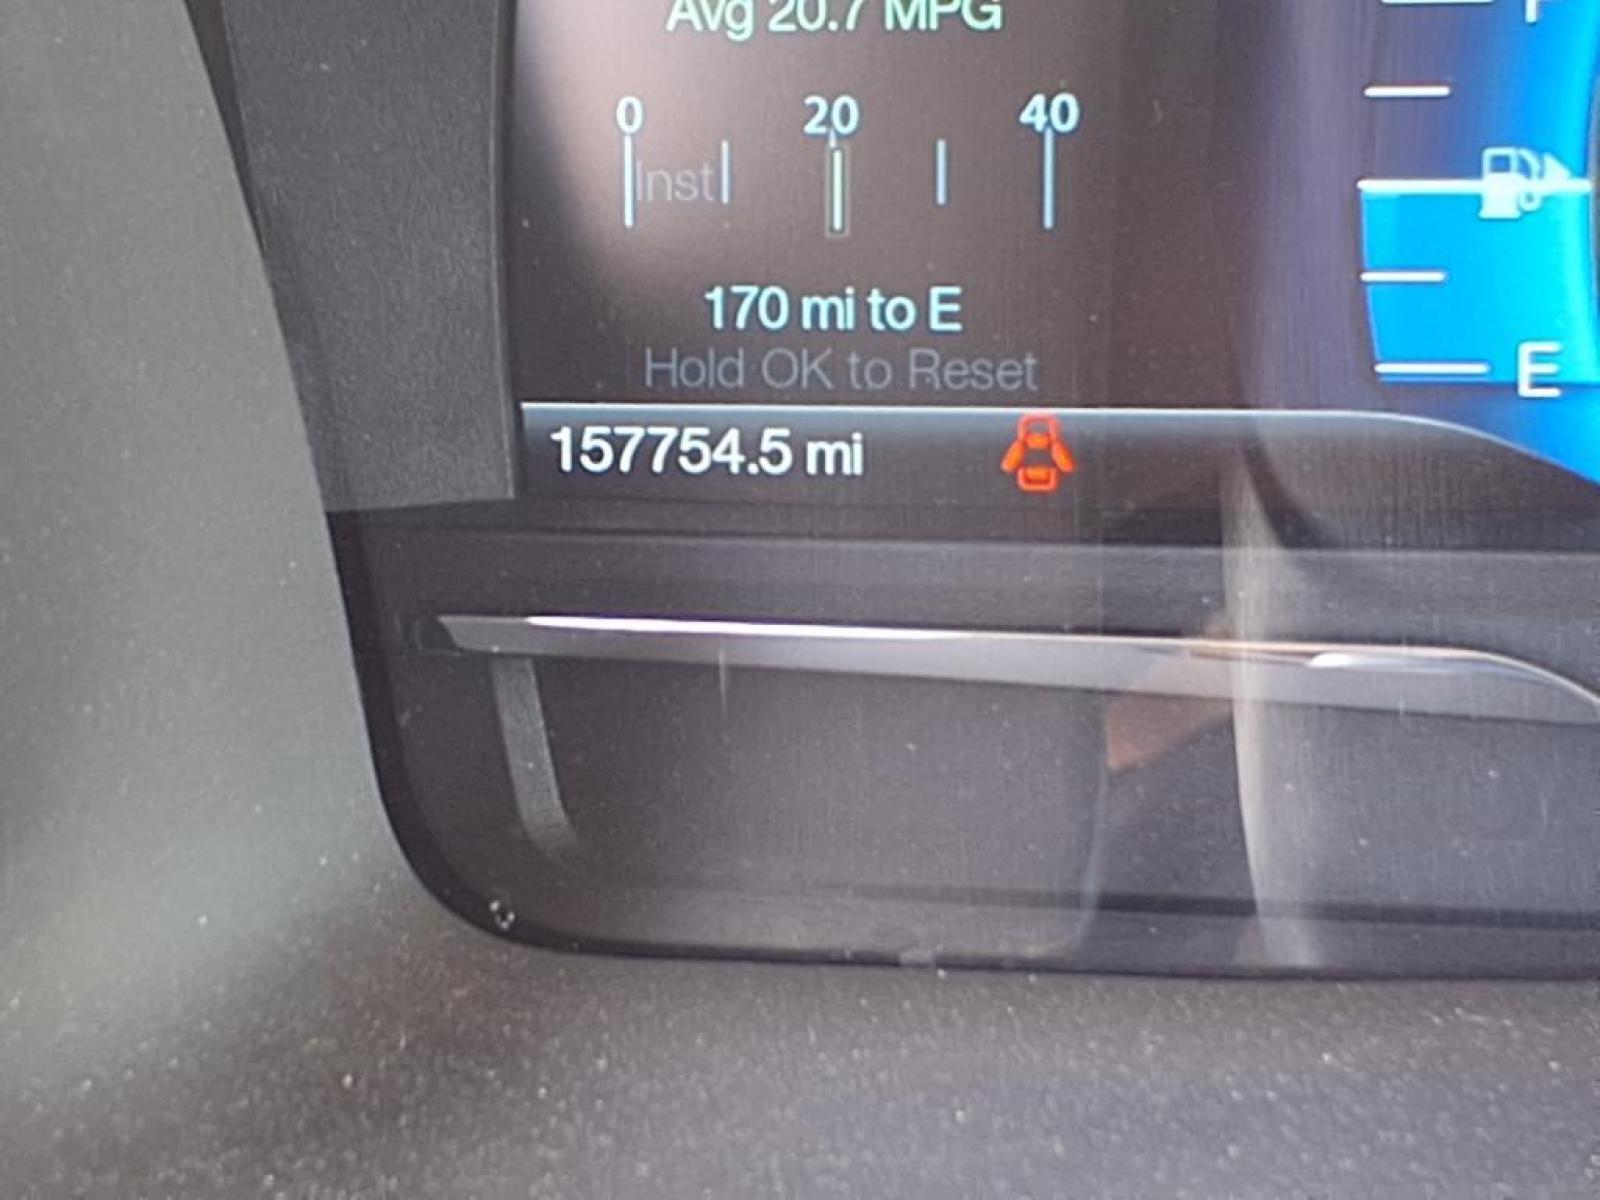 Avg 20.7 MPG
F
0 20 40
Inst
170 mi to E
Hold OK to Reset
E
157754.5 mi